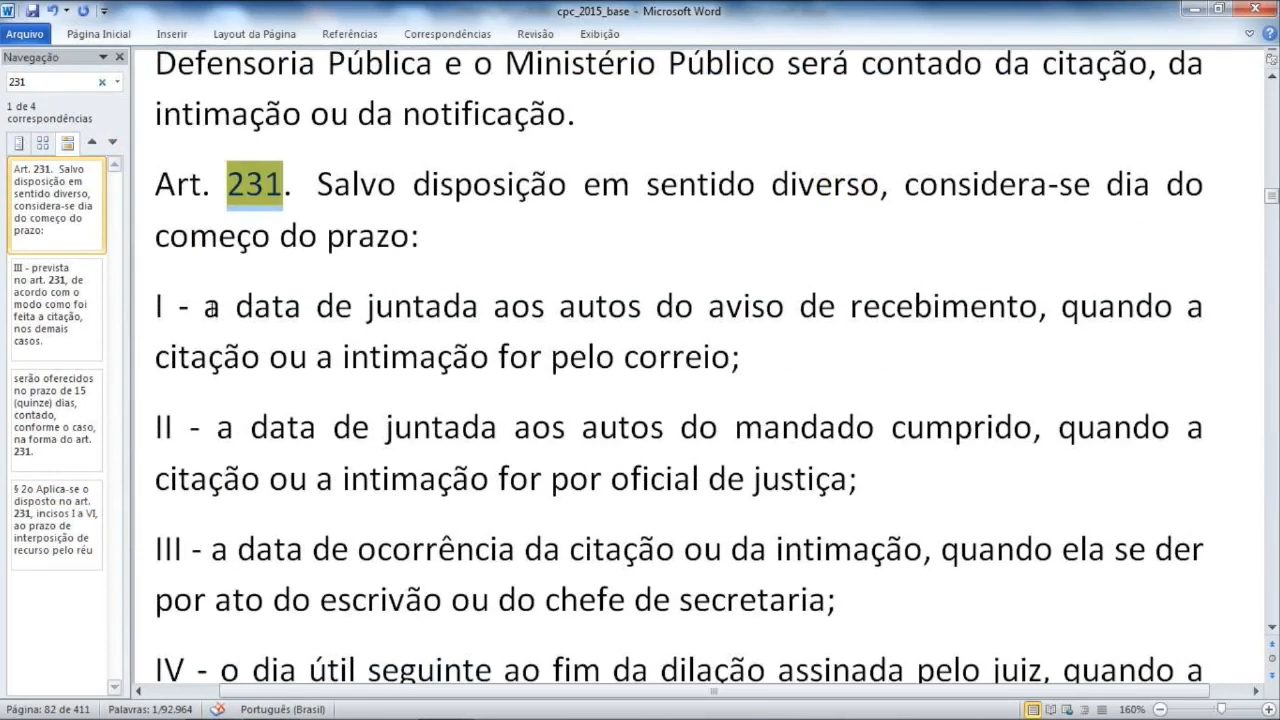 cpc_2015_base - Microsoft Word
Arquivo Página Inicial Inserir Layout da Página Referências Correspondências Revisão Exibição
Navegação
231
1 de 4
correspondências
Art. 231. Salvo
disposição em
sentido diverso,
considera-se dia
do começo do
prazo:
III - prevista
no art. 231, de
acordo com o
modo como foi
feita a citação,
nos demais
casos.
serão oferecidos
no prazo de 15
(quinze) dias,
contado,
conforme o caso,
na forma do art.
231.
§ 2o Aplica-se o
disposto no art.
231, incisos I a VI,
ao prazo de
interposição de
recurso pelo réu
Defensoria Pública e o Ministério Público será contado da citação, da
intimação ou da notificação.
Art. 231. Salvo disposição em sentido diverso, considera-se dia do
começo do prazo:
I - a data de juntada aos autos do aviso de recebimento, quando a
citação ou a intimação for pelo correio;
II - a data de juntada aos autos do mandado cumprido, quando a
citação ou a intimação for por oficial de justiça;
III - a data de ocorrência da citação ou da intimação, quando ela se der
por ato do escrivão ou do chefe de secretaria;
IV - o dia útil seguinte ao fim da dilação assinada pelo juiz, quando a
Página: 82 de 411 Palavras: 1/92.964 Português (Brasil) 160%